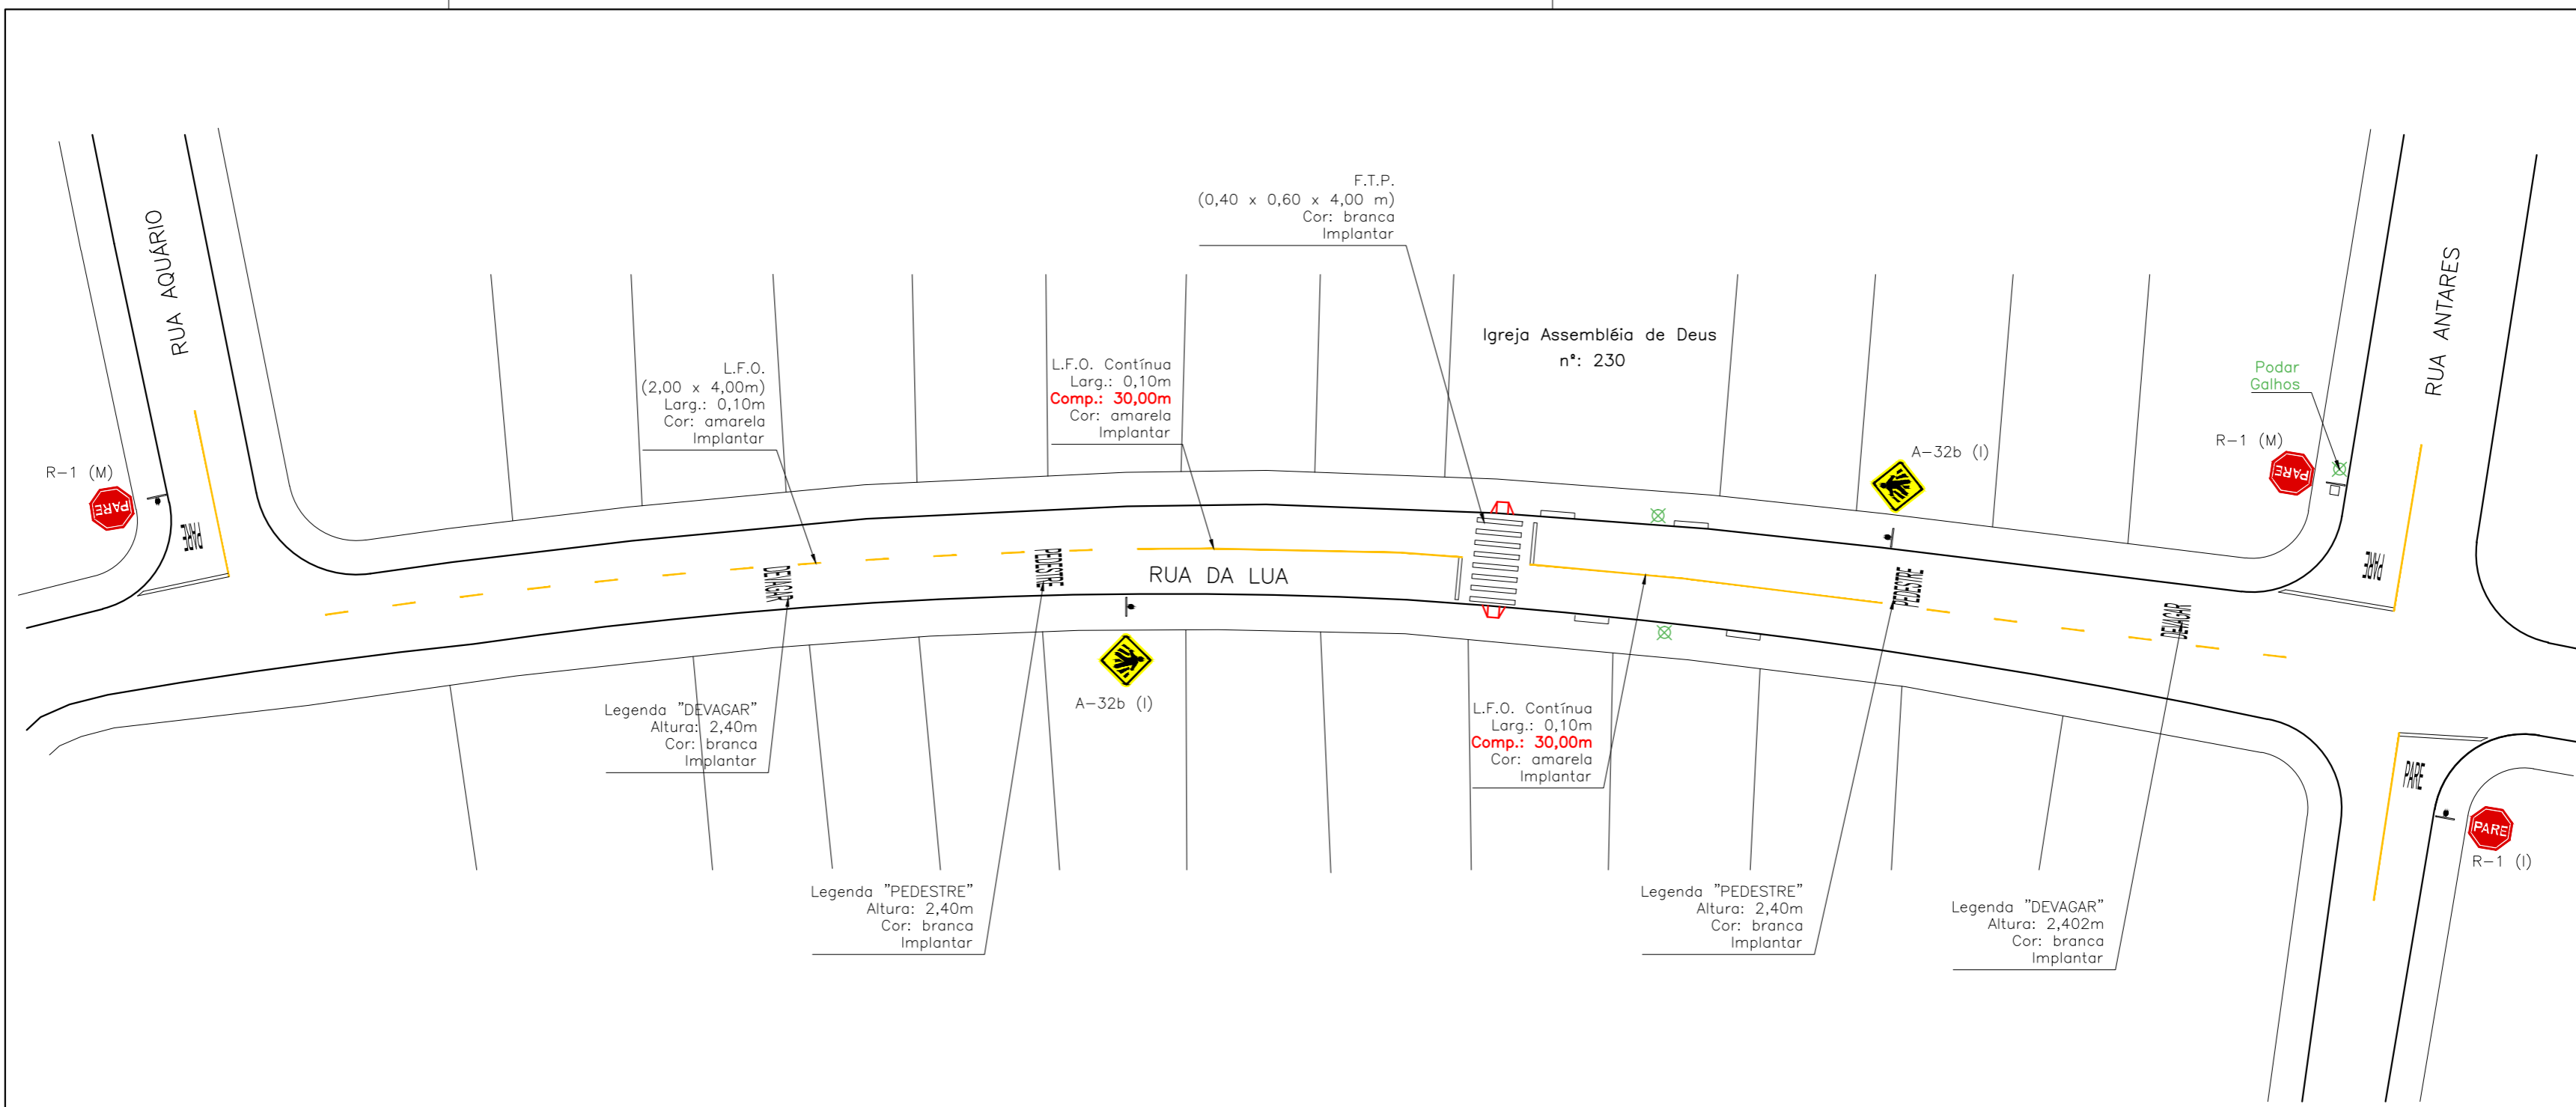 F.T.P.
(0,40 x 0,60 x 4,00 m)
Cor: branca
Implantar
RUA AQUÁRIO
RUA ANTARES
Igreja Assembléia de Deus
nº: 230
L.F.O.
(2,00 x 4,00m)
Larg.: 0,10m
Cor: amarela
Implantar
L.F.O. Contínua
Larg.: 0,10m
Comp.: 30,00m
Cor: amarela
Implantar
Podar
Galhos
R-1 (M)
PARE
PARE
A-32b (I)
R-1 (M)
PARE
PARE
DEVAGAR
PEDESTRE
RUA DA LUA
PEDESTRE
DEVAGAR
A-32b (I)
Legenda "DEVAGAR"
Altura: 2,40m
Cor: branca
Implantar
L.F.O. Contínua
Larg.: 0,10m
Comp.: 30,00m
Cor: amarela
Implantar
PARE
PARE
R-1 (I)
Legenda "PEDESTRE"
Altura: 2,40m
Cor: branca
Implantar
Legenda "PEDESTRE"
Altura: 2,40m
Cor: branca
Implantar
Legenda "DEVAGAR"
Altura: 2,402m
Cor: branca
Implantar